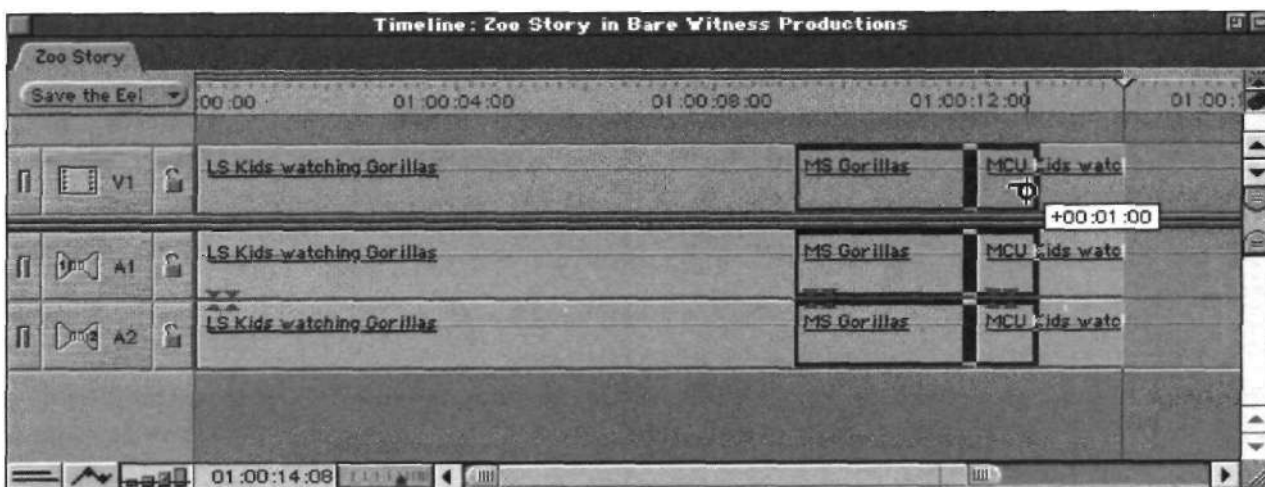 Timeline: Zoo Story in Bare Witness Productions
Zoo Story
Save the Eel
00:00 01:00:04:00 01:00:08:00 01:00:12:00 01:00:1
V1 LS Kids watching Gorillas MS Gorillas MCU Kids watc
+00:01:00
1 A1 LS Kids watching Gorillas MS Gorillas MCU Kids watc
2 A2 LS Kids watching Gorillas MS Gorillas MCU Kids watc
01:00:14:08